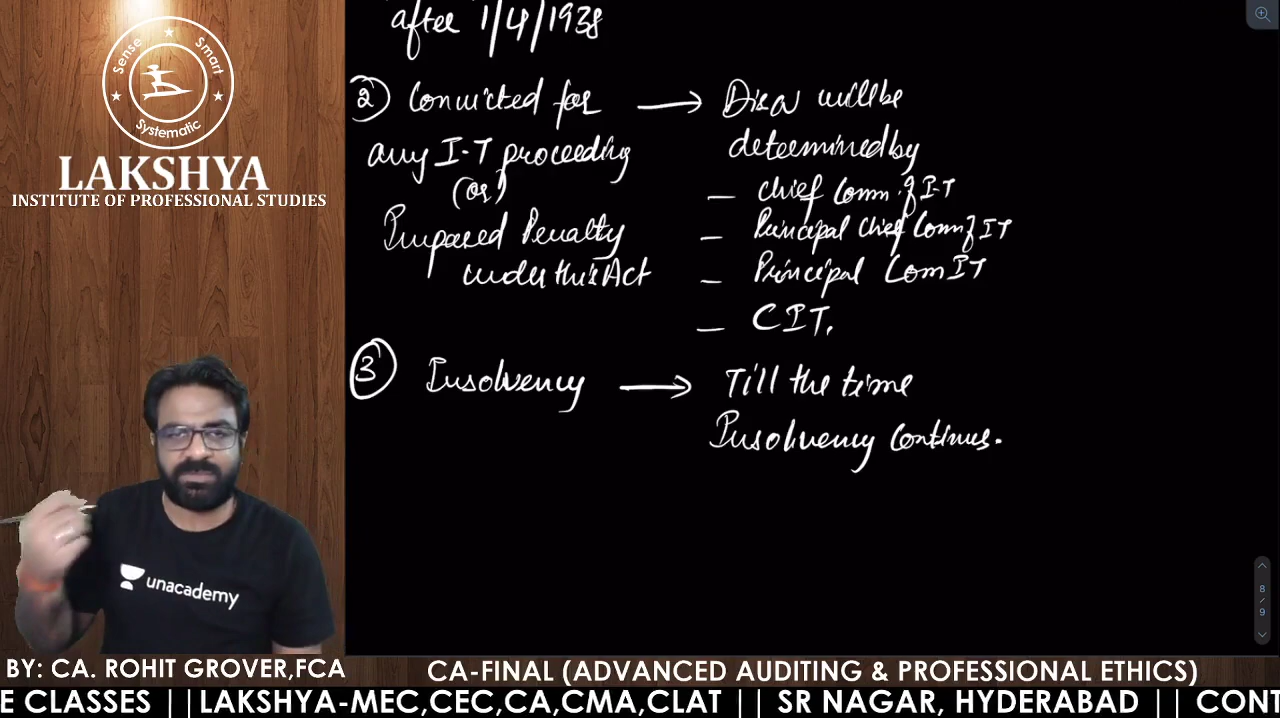 Sense
Smart
Systematic
LAKSHYA
INSTITUTE OF PROFESSIONAL STUDIES
after 1/4/1938
② Convicted for → Disq will be
any I-T proceeding determined by
(or) — Chief Comm of I-T
Imposed Penalty — Principal Chief Comm of IT
under this Act — Principal Com IT
— CIT.
③ Insolvency → Till the time
Insolvency continues.
unacademy
8
/
9
BY: CA. ROHIT GROVER,FCA
CA-FINAL (ADVANCED AUDITING & PROFESSIONAL ETHICS)
E CLASSES || LAKSHYA-MEC,CEC,CA,CMA,CLAT || SR NAGAR, HYDERABAD || CONT